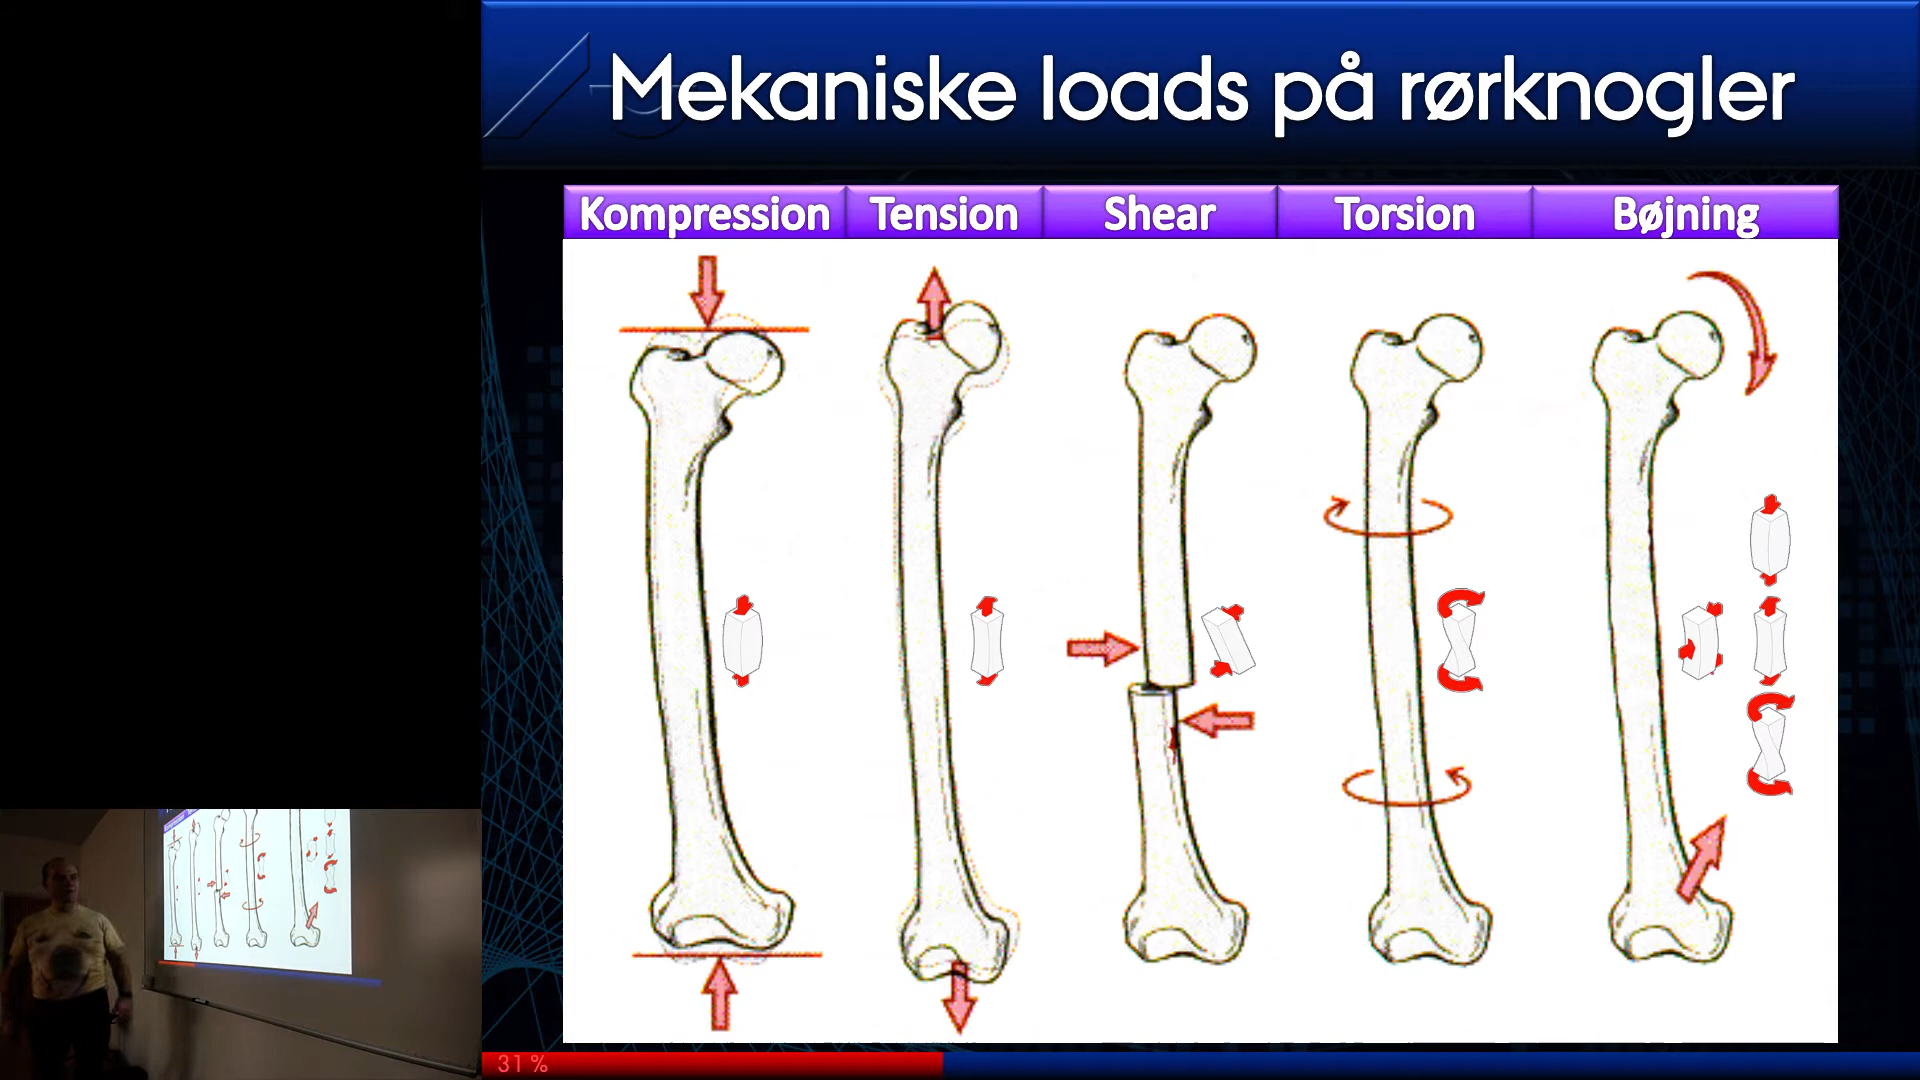 Mekaniske loads på rørknogler
Kompression Tension Shear Torsion Bøjning
31 %